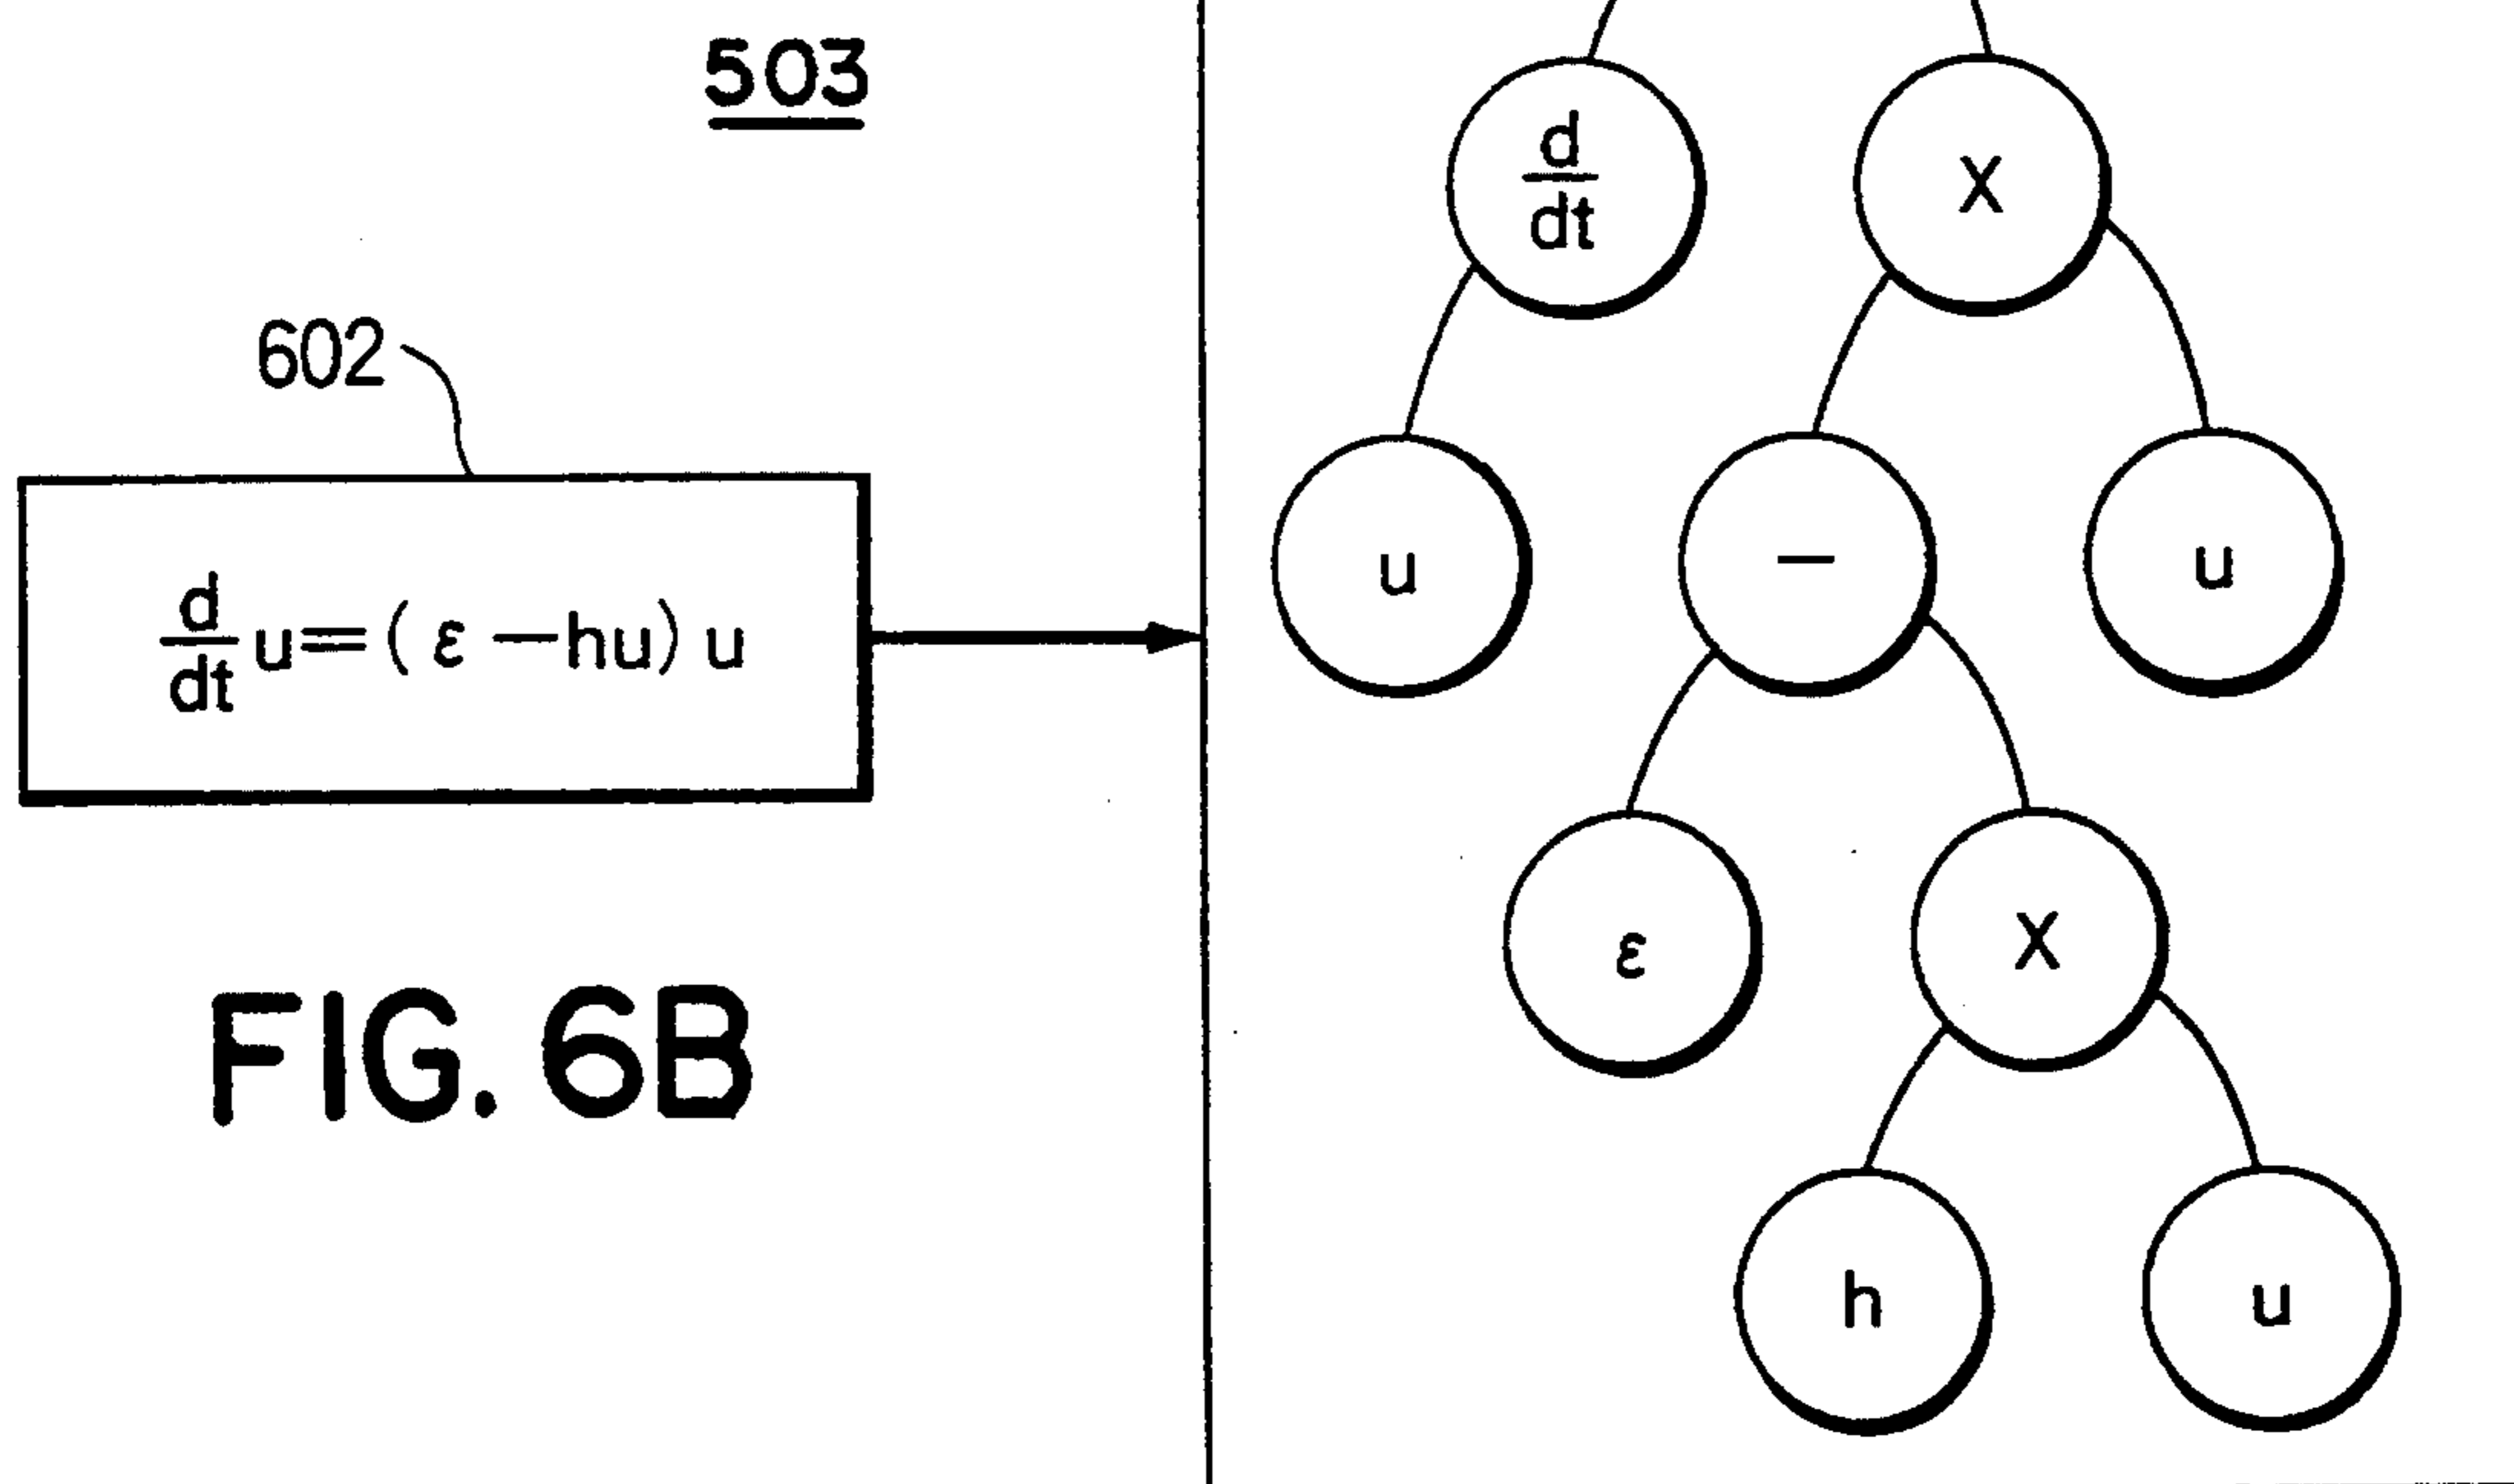 503
602
d/dt u=(ε—hu)u
FIG.6B
d/dt
X
u
—
u
ε
X
h
u